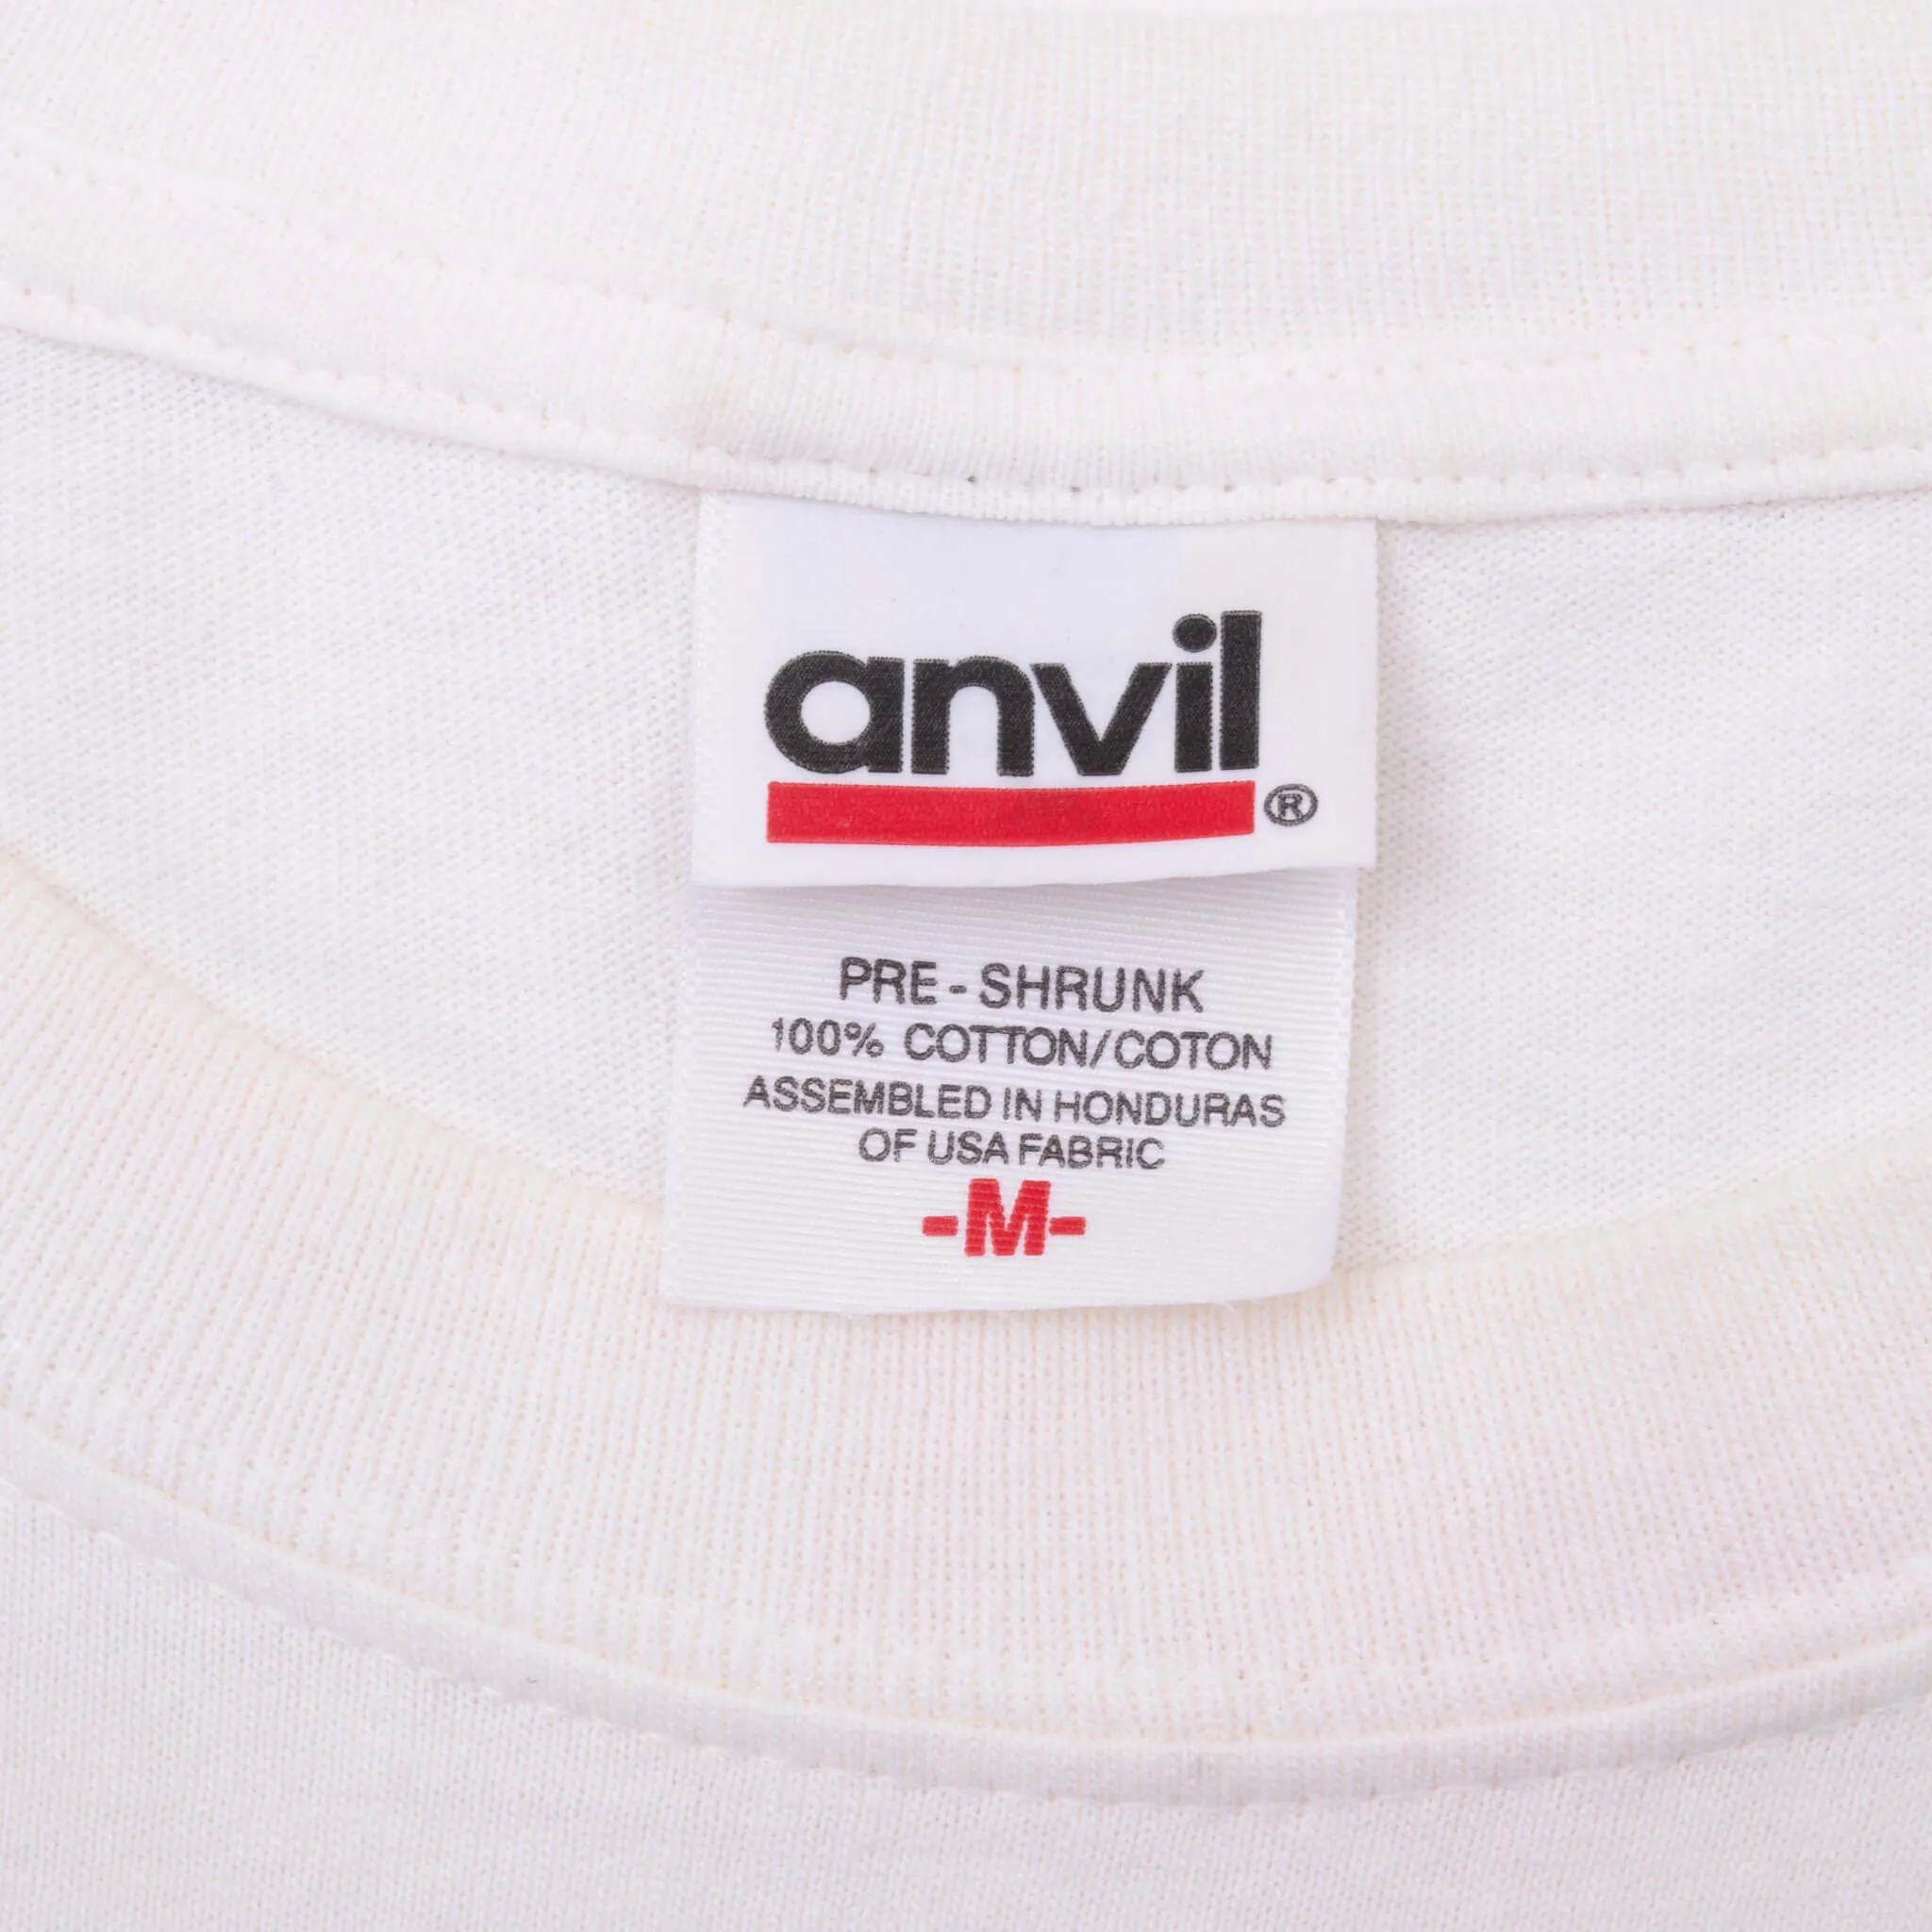 anvil®
PRE-SHRUNK
100% COTTON/COTON
ASSEMBLED IN HONDURAS
OF USA FABRIC
-M-